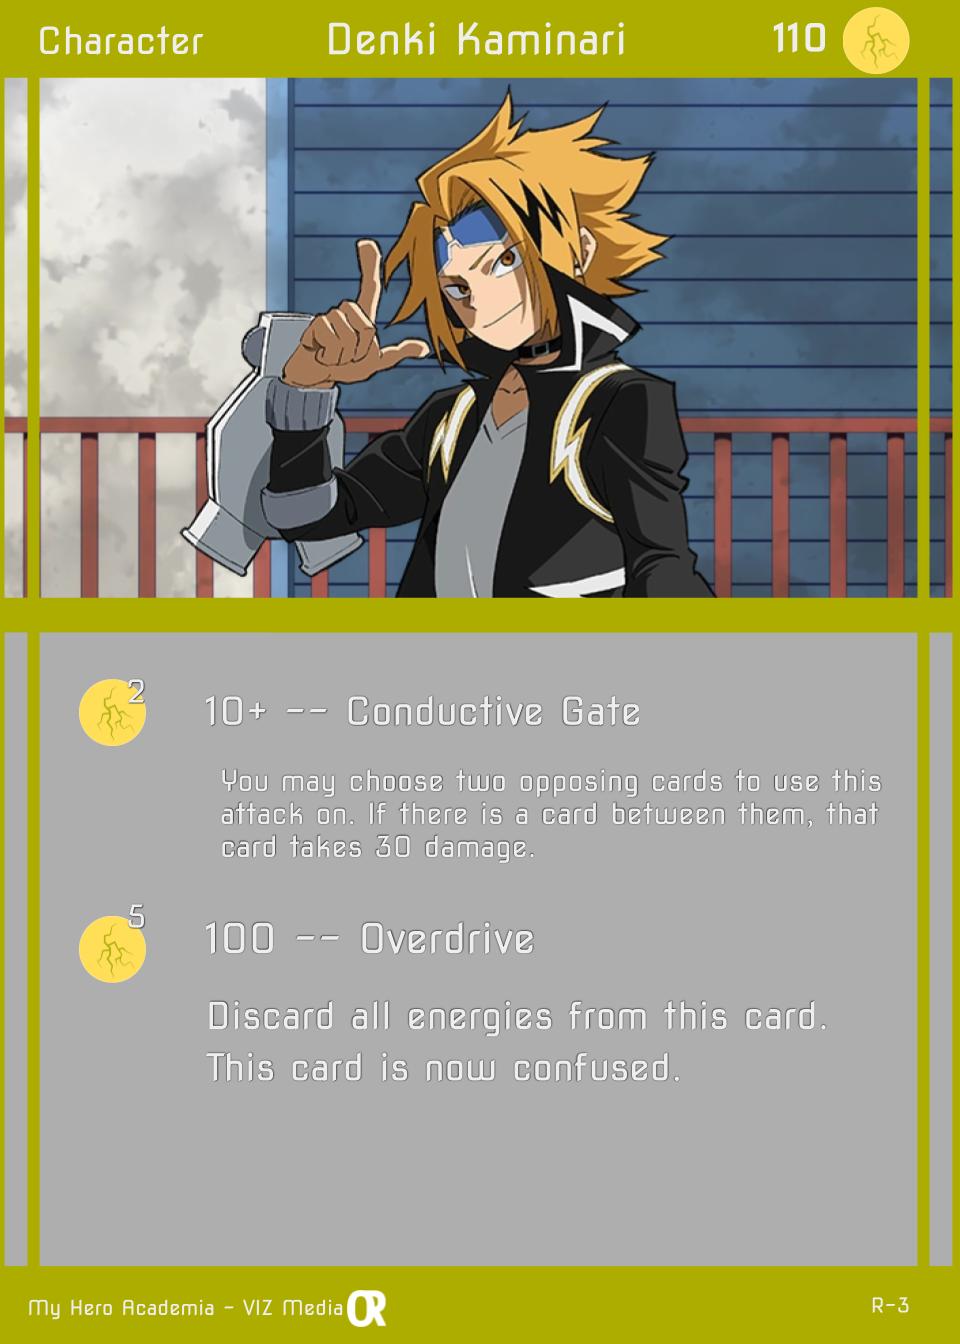 Character Denki Kaminari 110
2
10+ -- Conductive Gate
You may choose two opposing cards to use this
attack on. If there is a card between them, that
card takes 30 damage.
5
100 -- Overdrive
Discard all energies from this card.
This card is now confused.
My Hero Academia - VIZ Media OR R-3